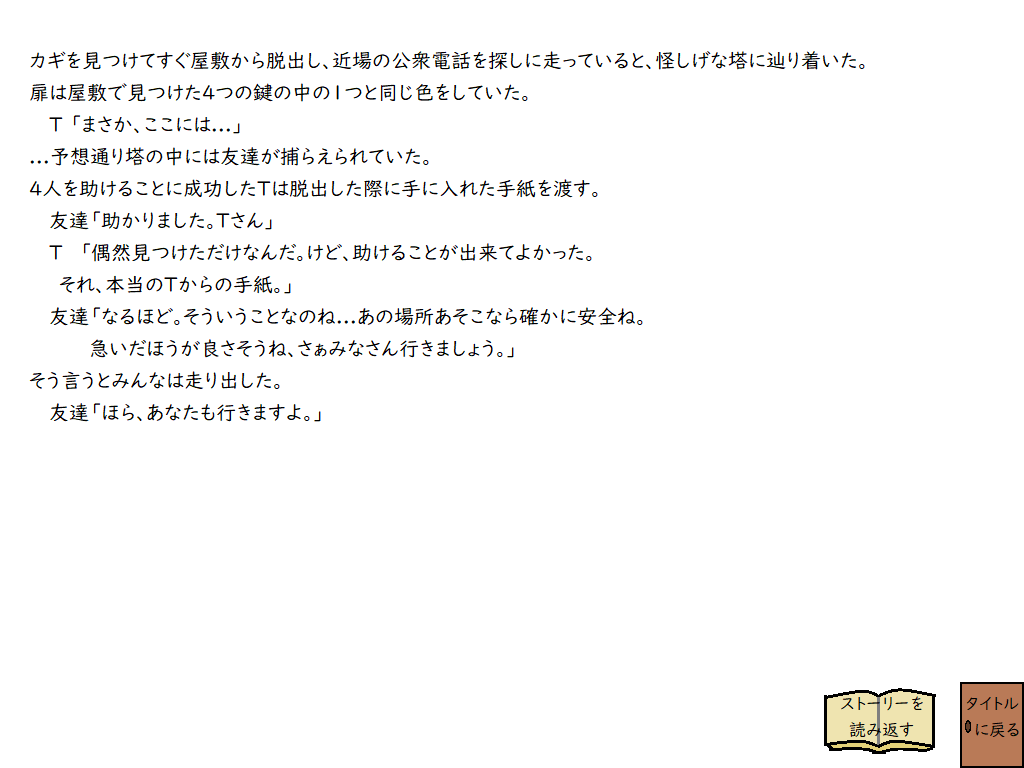 カギを見つけてすぐ屋敷から脱出し、近場の公衆電話を探しに走っていると、怪しげな塔に辿り着いた。
扉は屋敷で見つけた4つの鍵の中の1つと同じ色をしていた。
T「まさか、ここには...」
...予想通り塔の中には友達が捕らえられていた。
4人を助けることに成功したTは脱出した際に手に入れた手紙を渡す。
友達「助かりました。Tさん」
T　「偶然見つけただけなんだ。けど、助けることが出来てよかった。
それ、本当のTからの手紙。」
友達「なるほど。そういうことなのね...あの場所あそこなら確かに安全ね。
急いだほうが良さそうね、さぁみなさん行きましょう。」
そう言うとみんなは走り出した。
友達「ほら、あなたも行きますよ。」
ストーリーを
読み返す
タイトル
に戻る